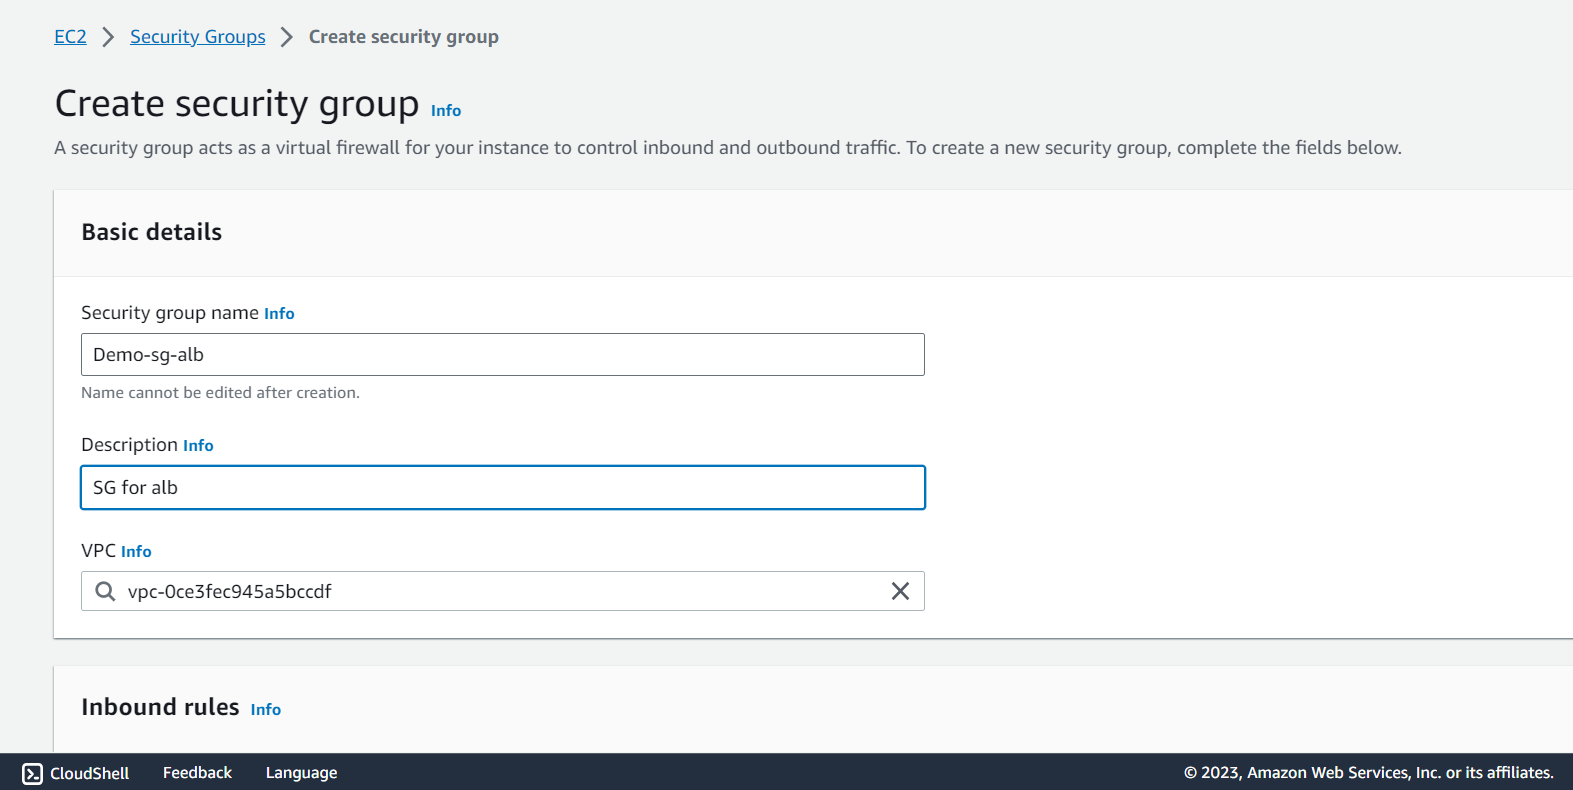 EC2 Security Groups Create security group
Create security group Info
A security group acts as a virtual firewall for your instance to control inbound and outbound traffic. To create a new security group, complete the fields below.
Basic details
Security group name Info
Demo-sg-alb
Name cannot be edited after creation.
Description Info
SG for alb
VPC Info
vpc-0ce3fec945a5bccdf
Inbound rules Info
CloudShell Feedback Language © 2023, Amazon Web Services, Inc. or its affiliates.